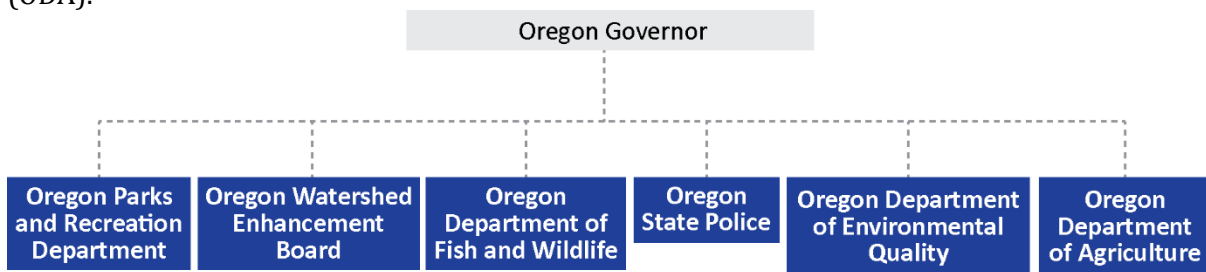 (ODA).
Oregon Governor
Oregon Parks
and Recreation
Department
Oregon Watershed
Enhancement
Board
Oregon
Department of
Fish and Wildlife
Oregon
State Police
Oregon Department
of Environmental
Quality
Oregon
Department
of Agriculture